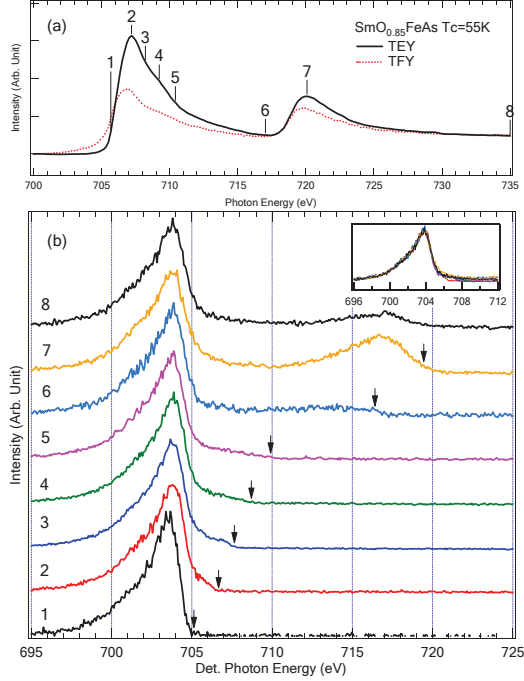 (a)
SmO0.85FeAs Tc=55K
TEY
TFY
1
2
3
4
5
6
7
8
Intensity (Arb. Unit)
700 705 710 715 720 725 730 735
Photon Energy (eV)
(b)
696 700 704 708 712
8
7
6
5
4
3
2
1
Intensity (Arb. Unit)
695 700 705 710 715 720 725
Det. Photon Energy (eV)